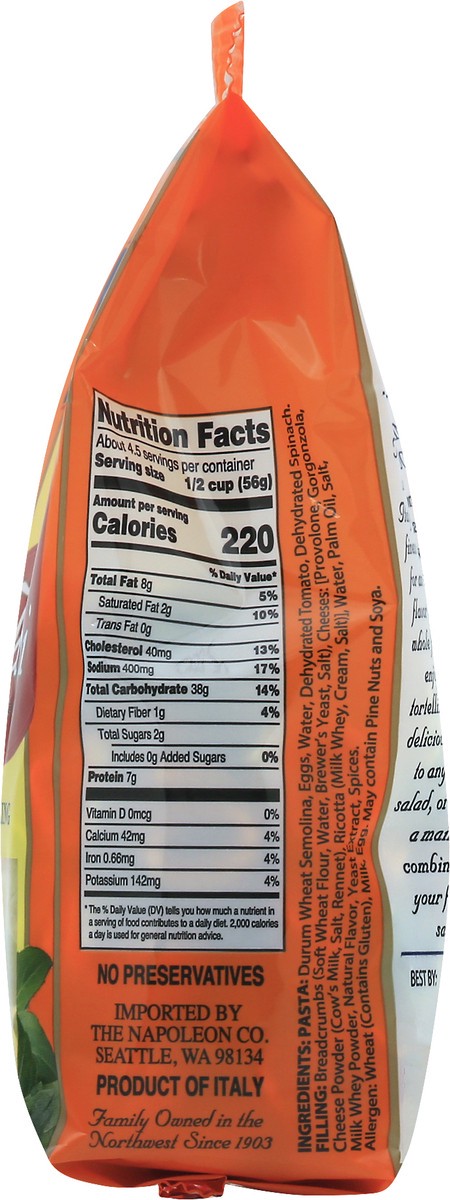 Nutrition Facts
About 4.5 servings per container
Serving size 1/2 cup (56g)
Amount per serving
Calories 220
% Daily Value*
Total Fat 8g 5%
Saturated Fat 2g 10%
Trans Fat 0g
Cholesterol 40mg 13%
Sodium 400mg 17%
Total Carbohydrate 38g 14%
Dietary Fiber 1g 4%
Total Sugars 2g
Includes 0g Added Sugars 0%
Protein 7g
Vitamin D 0mcg 0%
Calcium 42mg 4%
Iron 0.66mg 4%
Potassium 142mg 4%
*The % Daily Value (DV) tells you how much a nutrient in
a serving of food contributes to a daily diet. 2,000 calories
a day is used for general nutrition advice.
NO PRESERVATIVES
IMPORTED BY
THE NAPOLEON CO.
SEATTLE, WA 98134
PRODUCT OF ITALY
Family Owned in the
Northwest Since 1903
INGREDIENTS: PASTA: Durum Wheat Semolina, Eggs, Water, Dehydrated Tomato, Dehydrated Spinach.
FILLING: Breadcrumbs (Soft Wheat Flour, Water, Brewer's Yeast, Salt), Cheeses: [Provolone, Gorgonzola,
Cheese Powder (Cow's Milk, Salt, Rennet), Ricotta (Milk Whey, Cream, Salt)], Water, Palm Oil, Salt,
Milk Whey Powder, Natural Flavor, Yeast Extract, Spices.
Allergen: Wheat (Contains Gluten), Milk, Egg. May contain Pine Nuts and Soya.
delicio
to any
salad, or
a
combin
your f
BEST BY: